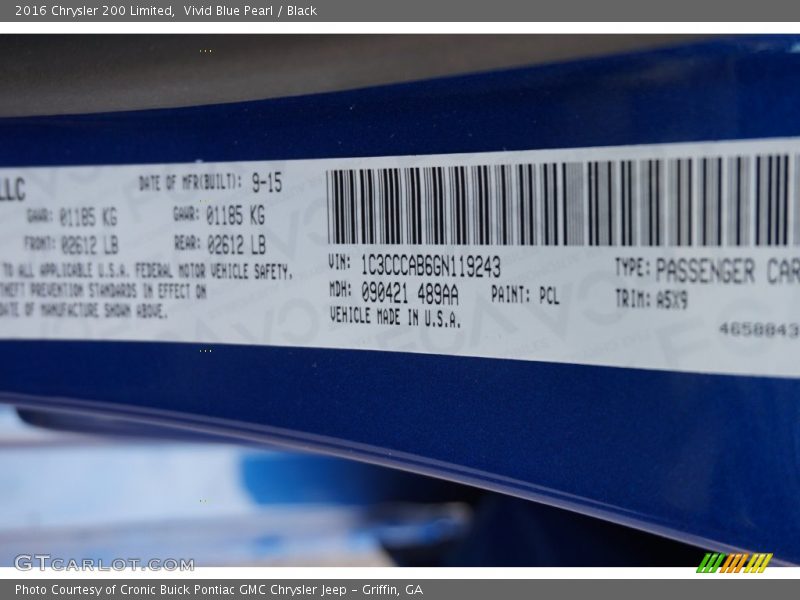 2016 Chrysler 200 Limited, Vivid Blue Pearl / Black
LLC
DATE OF MFR(BUILT): 9-15
GAWR: 01185 KG GAWR: 01185 KG
FRONT: 02612 LB REAR: 02612 LB
TO ALL APPLICABLE U.S.A. FEDERAL MOTOR VEHICLE SAFETY,
THEFT PREVENTION STANDARDS IN EFFECT ON
DATE OF MANUFACTURE SHOWN ABOVE.
VIN: 1C3CCCAB6GN119243 TYPE: PASSENGER CAR
MDH: 090421 489AA PAINT: PCL TRIM: A5X9
VEHICLE MADE IN U.S.A.
4658843
GTCARLOT.COM
Photo Courtesy of Cronic Buick Pontiac GMC Chrysler Jeep - Griffin, GA